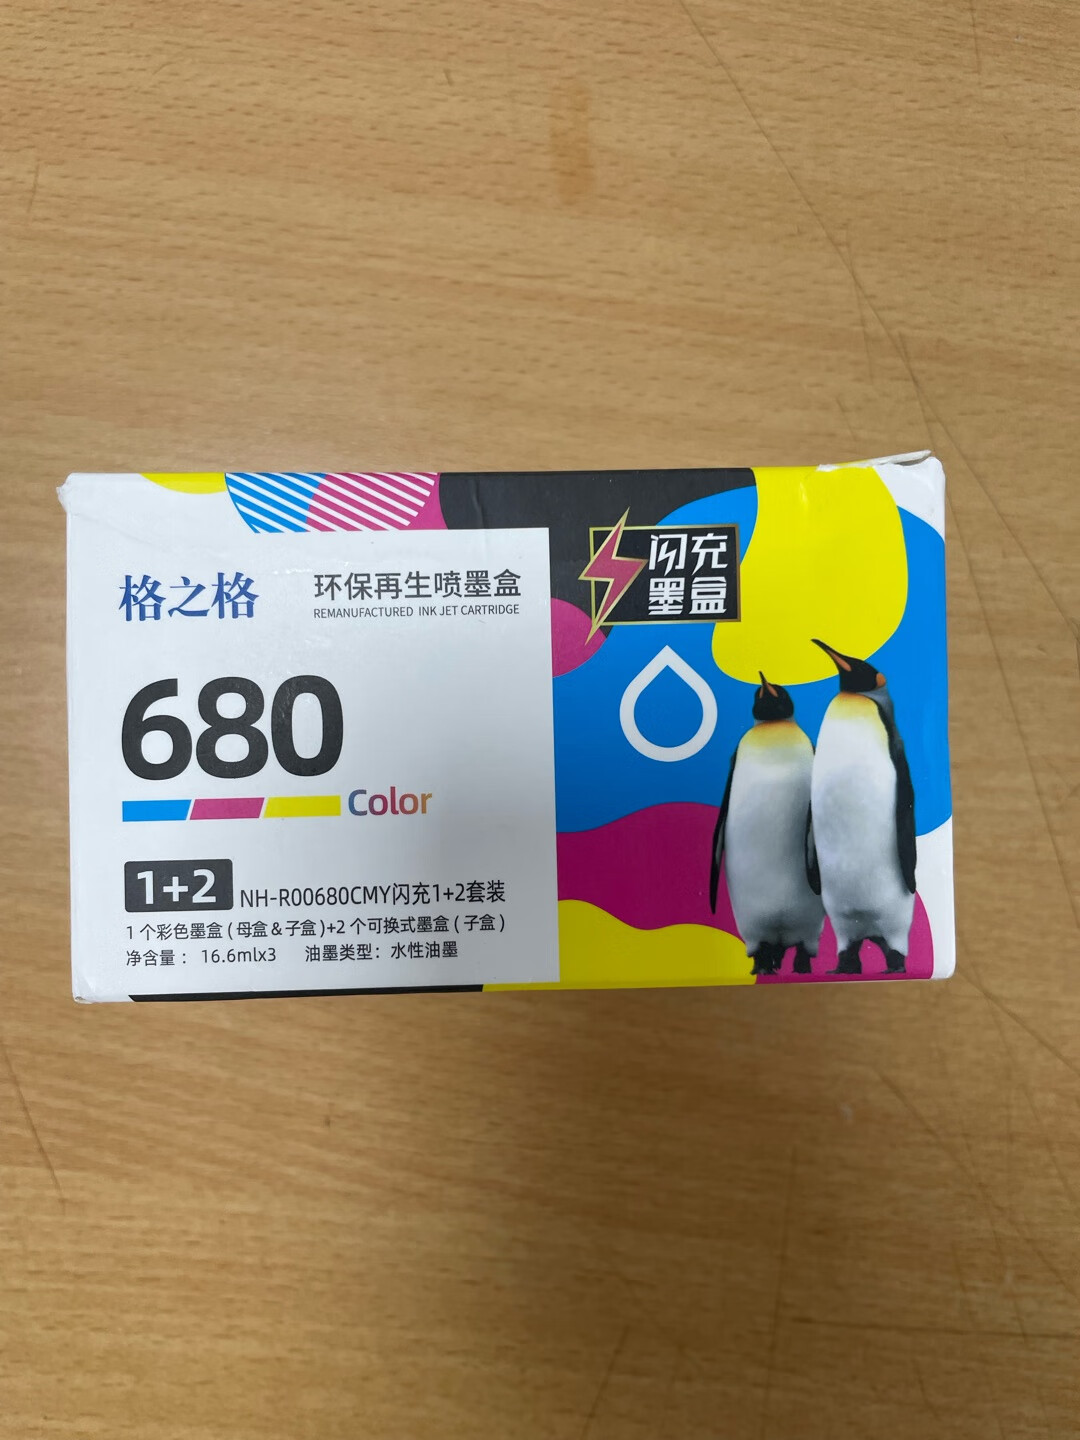 格之格
环保再生喷墨盒
REMANUFACTURED INK JET CARTRIDGE
闪充
墨盒
680
Color
1+2 NH-R00680CMY闪充1+2套装
1个彩色墨盒(母盒&子盒)+2个可换式墨盒(子盒)
净含量：16.6mlx3 油墨类型：水性油墨